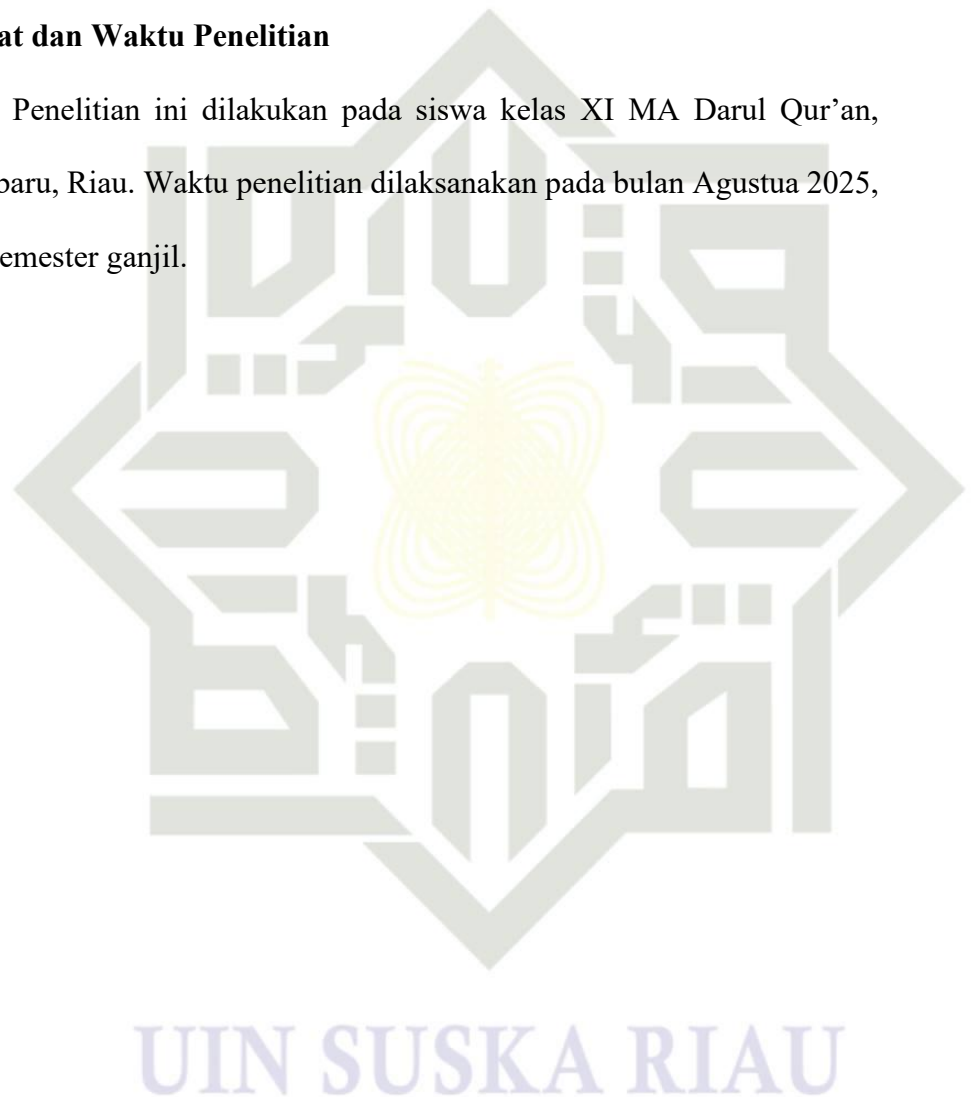 at dan Waktu Penelitian
Penelitian ini dilakukan pada siswa kelas XI MA Darul Qur’an,
baru, Riau. Waktu penelitian dilaksanakan pada bulan Agustua 2025,
emester ganjil.
UIN SUSKA RIAU